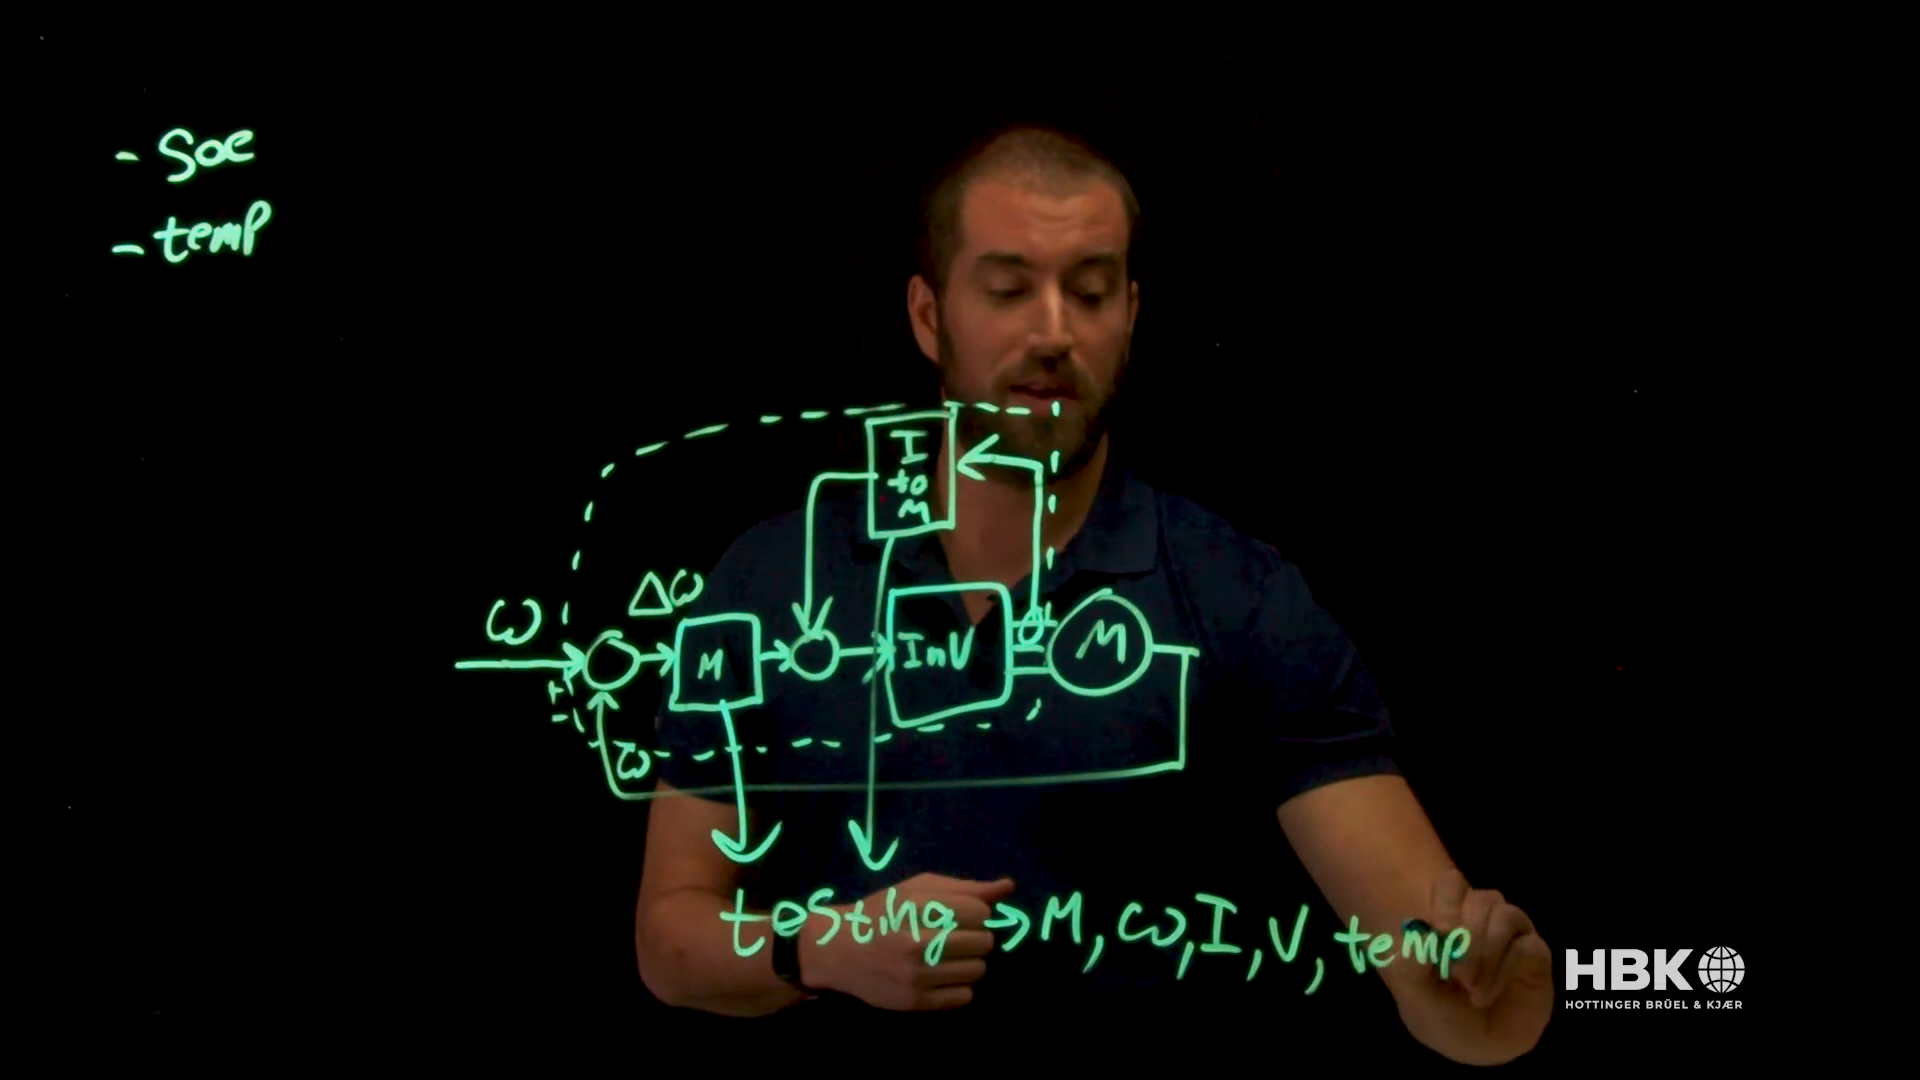 - Soc
- temp
I
to
M
Δω
ω
M
InV
M
+
-
ω
testing → M, ω, I, V, temp
HBK
HOTTINGER BRÜEL & KJÆR